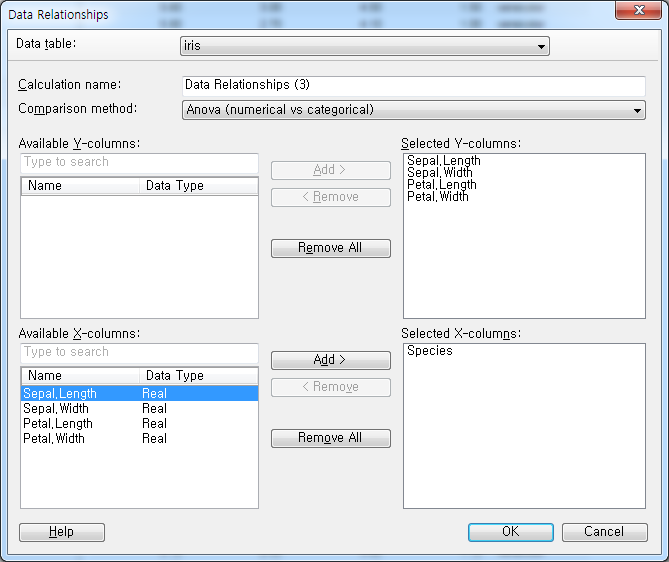 Data Relationships
Data table:
iris
Calculation name:
Data Relationships (3)
Comparison method:
Anova (numerical vs categorical)
Available Y-columns:
Type to search
Name Data Type
Add >
< Remove
Remove All
Selected Y-columns:
Sepal,Length
Sepal,Width
Petal,Length
Petal,Width
Available X-columns:
Type to search
Name Data Type
Sepal,Length Real
Sepal,Width Real
Petal,Length Real
Petal,Width Real
Add >
< Remove
Remove All
Selected X-columns:
Species
Help
OK
Cancel